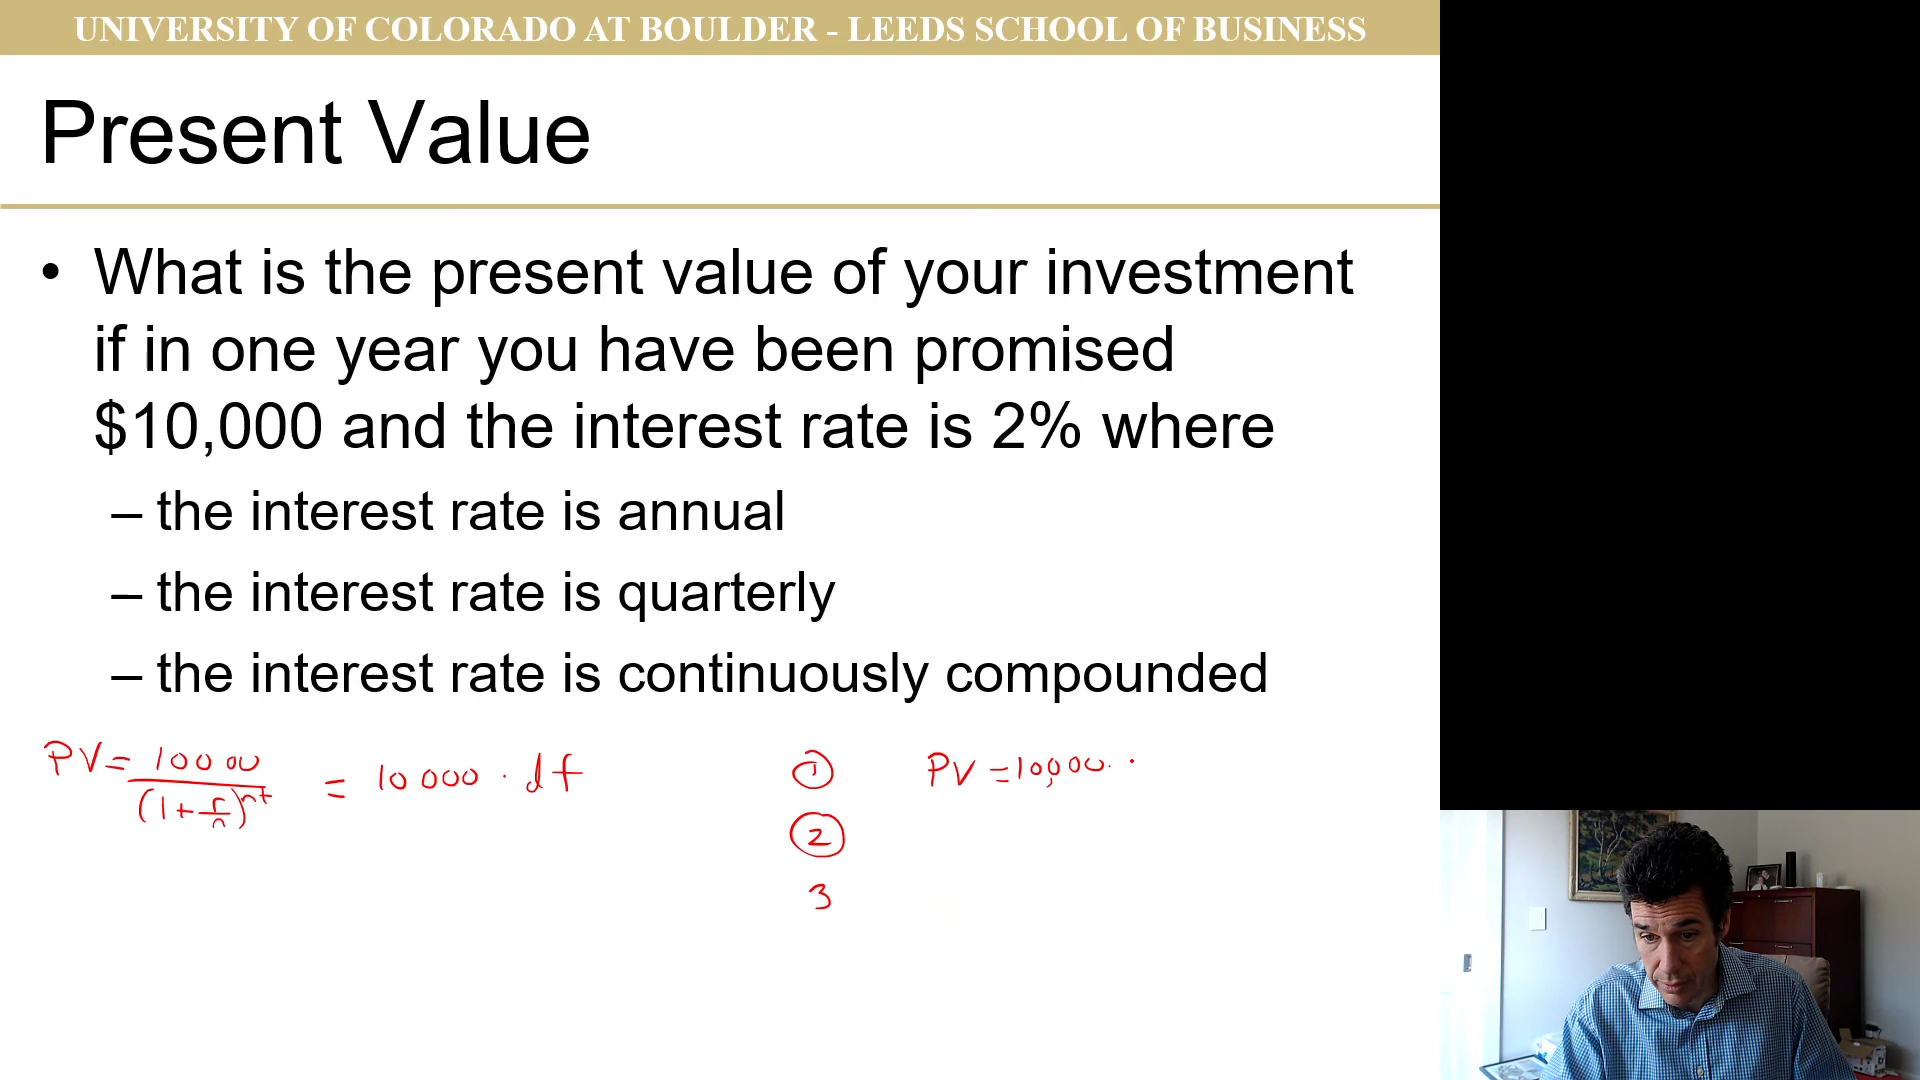 UNIVERSITY OF COLORADO AT BOULDER - LEEDS SCHOOL OF BUSINESS
Present Value
• What is the present value of your investment
if in one year you have been promised
$10,000 and the interest rate is 2% where
– the interest rate is annual
– the interest rate is quarterly
– the interest rate is continuously compounded
PV = 10000 / (1 + r/n)^nt = 10000 · df
① PV = 10,000 ·
②
3